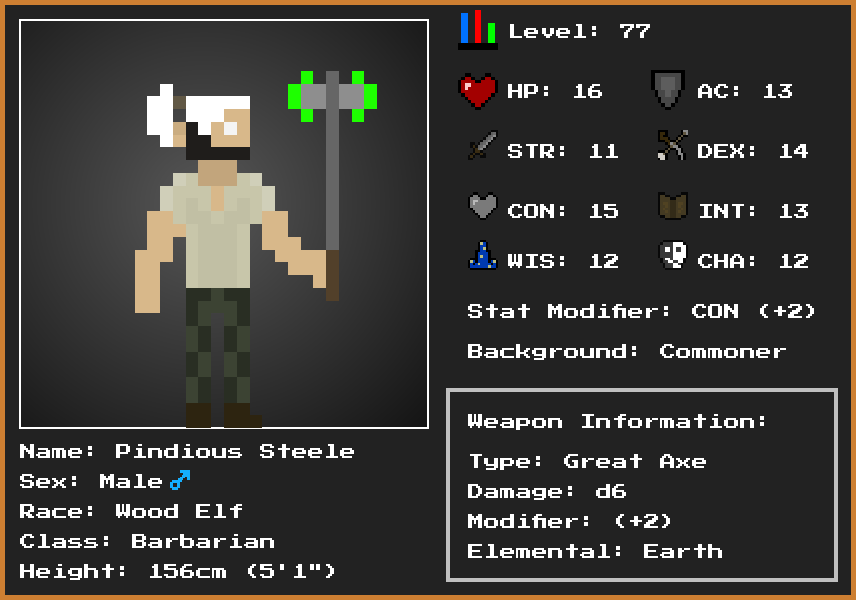 Level: 77
HP: 16 AC: 13
STR: 11 DEX: 14
CON: 15 INT: 13
WIS: 12 CHA: 12
Stat Modifier: CON (+2)
Background: Commoner
Weapon Information:
Type: Great Axe
Damage: d6
Modifier: (+2)
Elemental: Earth
Name: Pindious Steele
Sex: Male ♂
Race: Wood Elf
Class: Barbarian
Height: 156cm (5'1")